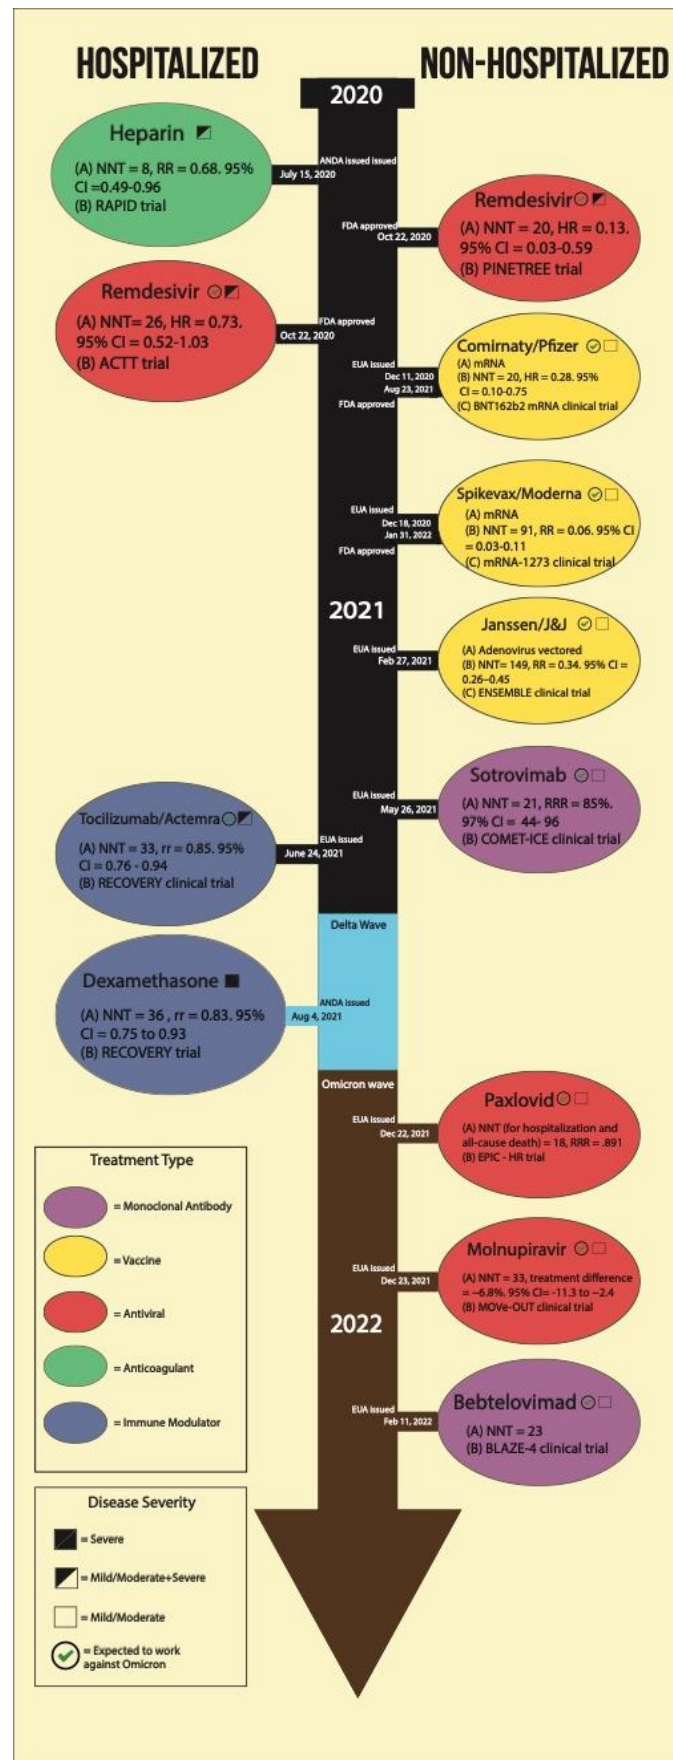 HOSPITALIZED
NON-HOSPITALIZED
2020
Heparin
(A) NNT = 8, RR = 0.68. 95%
CI =0.49-0.96
(B) RAPID trial
ANDA issued issued
July 15, 2020
FDA approved
Oct 22, 2020
Remdesivir
(A) NNT = 20, HR = 0.13.
95% CI = 0.03-0.59
(B) PINETREE trial
Remdesivir
(A) NNT= 26, HR = 0.73.
95% CI = 0.52-1.03
(B) ACTT trial
FDA approved
Oct 22, 2020
EUA issued
Dec 11, 2020
Aug 23, 2021
FDA approved
Comirnaty/Pfizer
(A) mRNA
(B) NNT = 20, HR = 0.28. 95%
CI = 0.10-0.75
(C) BNT162b2 mRNA clinical trial
EUA issued
Dec 18, 2020
Jan 31, 2022
FDA approved
Spikevax/Moderna
(A) mRNA
(B) NNT = 91, RR = 0.06. 95% CI
= 0.03-0.11
(C) mRNA-1273 clinical trial
2021
EUA issued
Feb 27, 2021
Janssen/J&J
(A) Adenovirus vectored
(B) NNT= 149, RR = 0.34. 95% CI =
0.26–0.45
(C) ENSEMBLE clinical trial
EUA issued
May 26, 2021
Sotrovimab
(A) NNT = 21, RRR = 85%.
97% CI = 44- 96
(B) COMET-ICE clinical trial
Tocilizumab/Actemra
(A) NNT = 33, rr = 0.85. 95%
CI = 0.76 - 0.94
(B) RECOVERY clinical trial
EUA issued
June 24, 2021
Delta Wave
Dexamethasone
(A) NNT = 36 , rr = 0.83. 95%
CI = 0.75 to 0.93
(B) RECOVERY trial
ANDA issued
Aug 4, 2021
Omicron wave
EUA issued
Dec 22, 2021
Paxlovid
(A) NNT (for hospitalization and
all-cause death) = 18, RRR = .891
(B) EPIC - HR trial
EUA issued
Dec 23, 2021
Molnupiravir
(A) NNT = 33, treatment difference
= −6.8%. 95% CI= -11.3 to −2.4
(B) MOVe-OUT clinical trial
2022
EUA issued
Feb 11, 2022
Bebtelovimad
(A) NNT = 23
(B) BLAZE-4 clinical trial
Treatment Type
= Monoclonal Antibody
= Vaccine
= Antiviral
= Anticoagulant
= Immune Modulator
Disease Severity
= Severe
= Mild/Moderate+Severe
= Mild/Moderate
= Expected to work
against Omicron